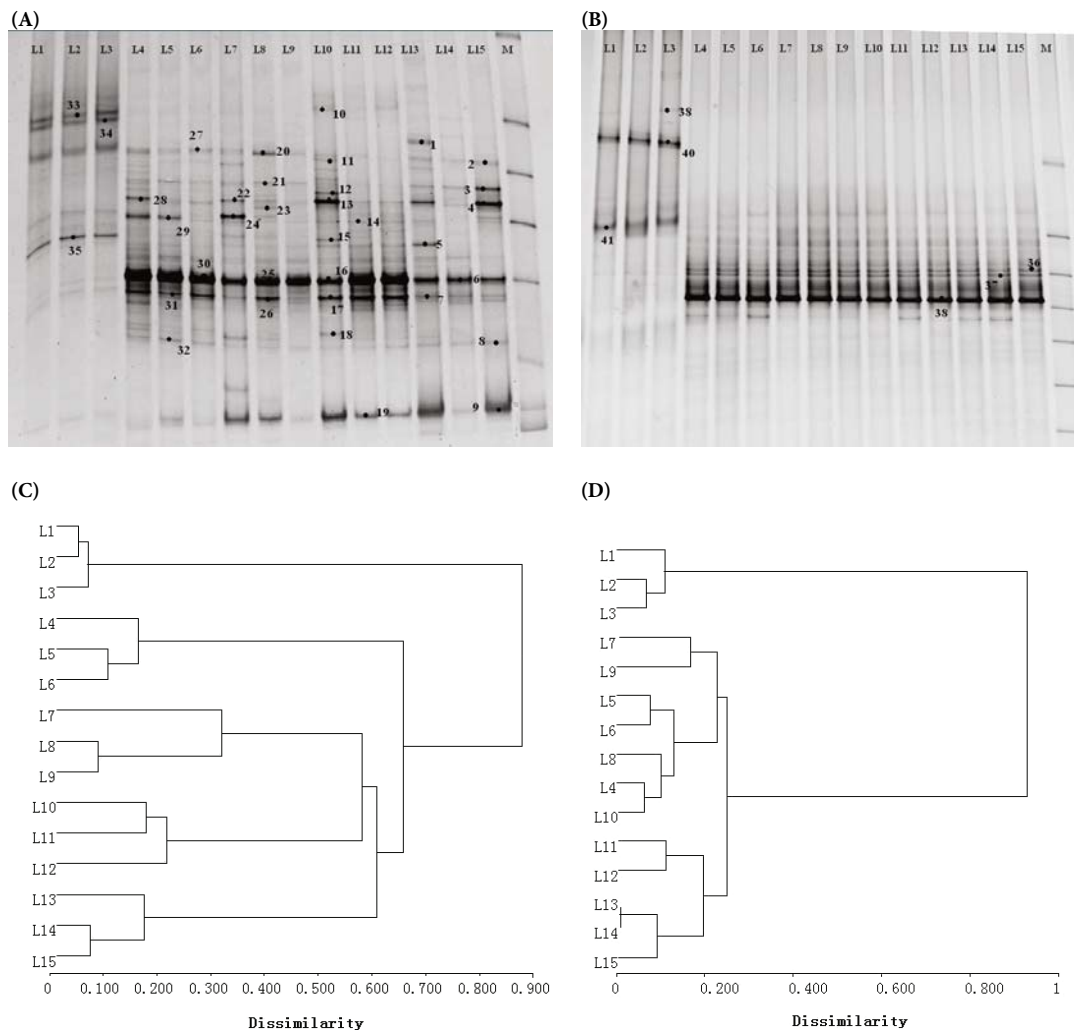 (A)
(B)
L1 L2 L3 L4 L5 L6 L7 L8 L9 L10 L11 L12 L13 L14 L15 M
33
34
27
20
10
1
11
2
21
12
3
28
22
13
4
23
14
29
24
15
5
35
30
25
16
6
31
26
17
7
18
8
32
19
9
L1 L2 L3 L4 L5 L6 L7 L8 L9 L10 L11 L12 L13 L14 L15 M
38
40
41
36
37
38
(C)
(D)
L1
L2
L3
L4
L5
L6
L7
L8
L9
L10
L11
L12
L13
L14
L15
0 0.100 0.200 0.300 0.400 0.500 0.600 0.700 0.800 0.900
Dissimilarity
L1
L2
L3
L7
L9
L5
L6
L8
L4
L10
L11
L12
L13
L14
L15
0 0.200 0.400 0.600 0.800 1
Dissimilarity